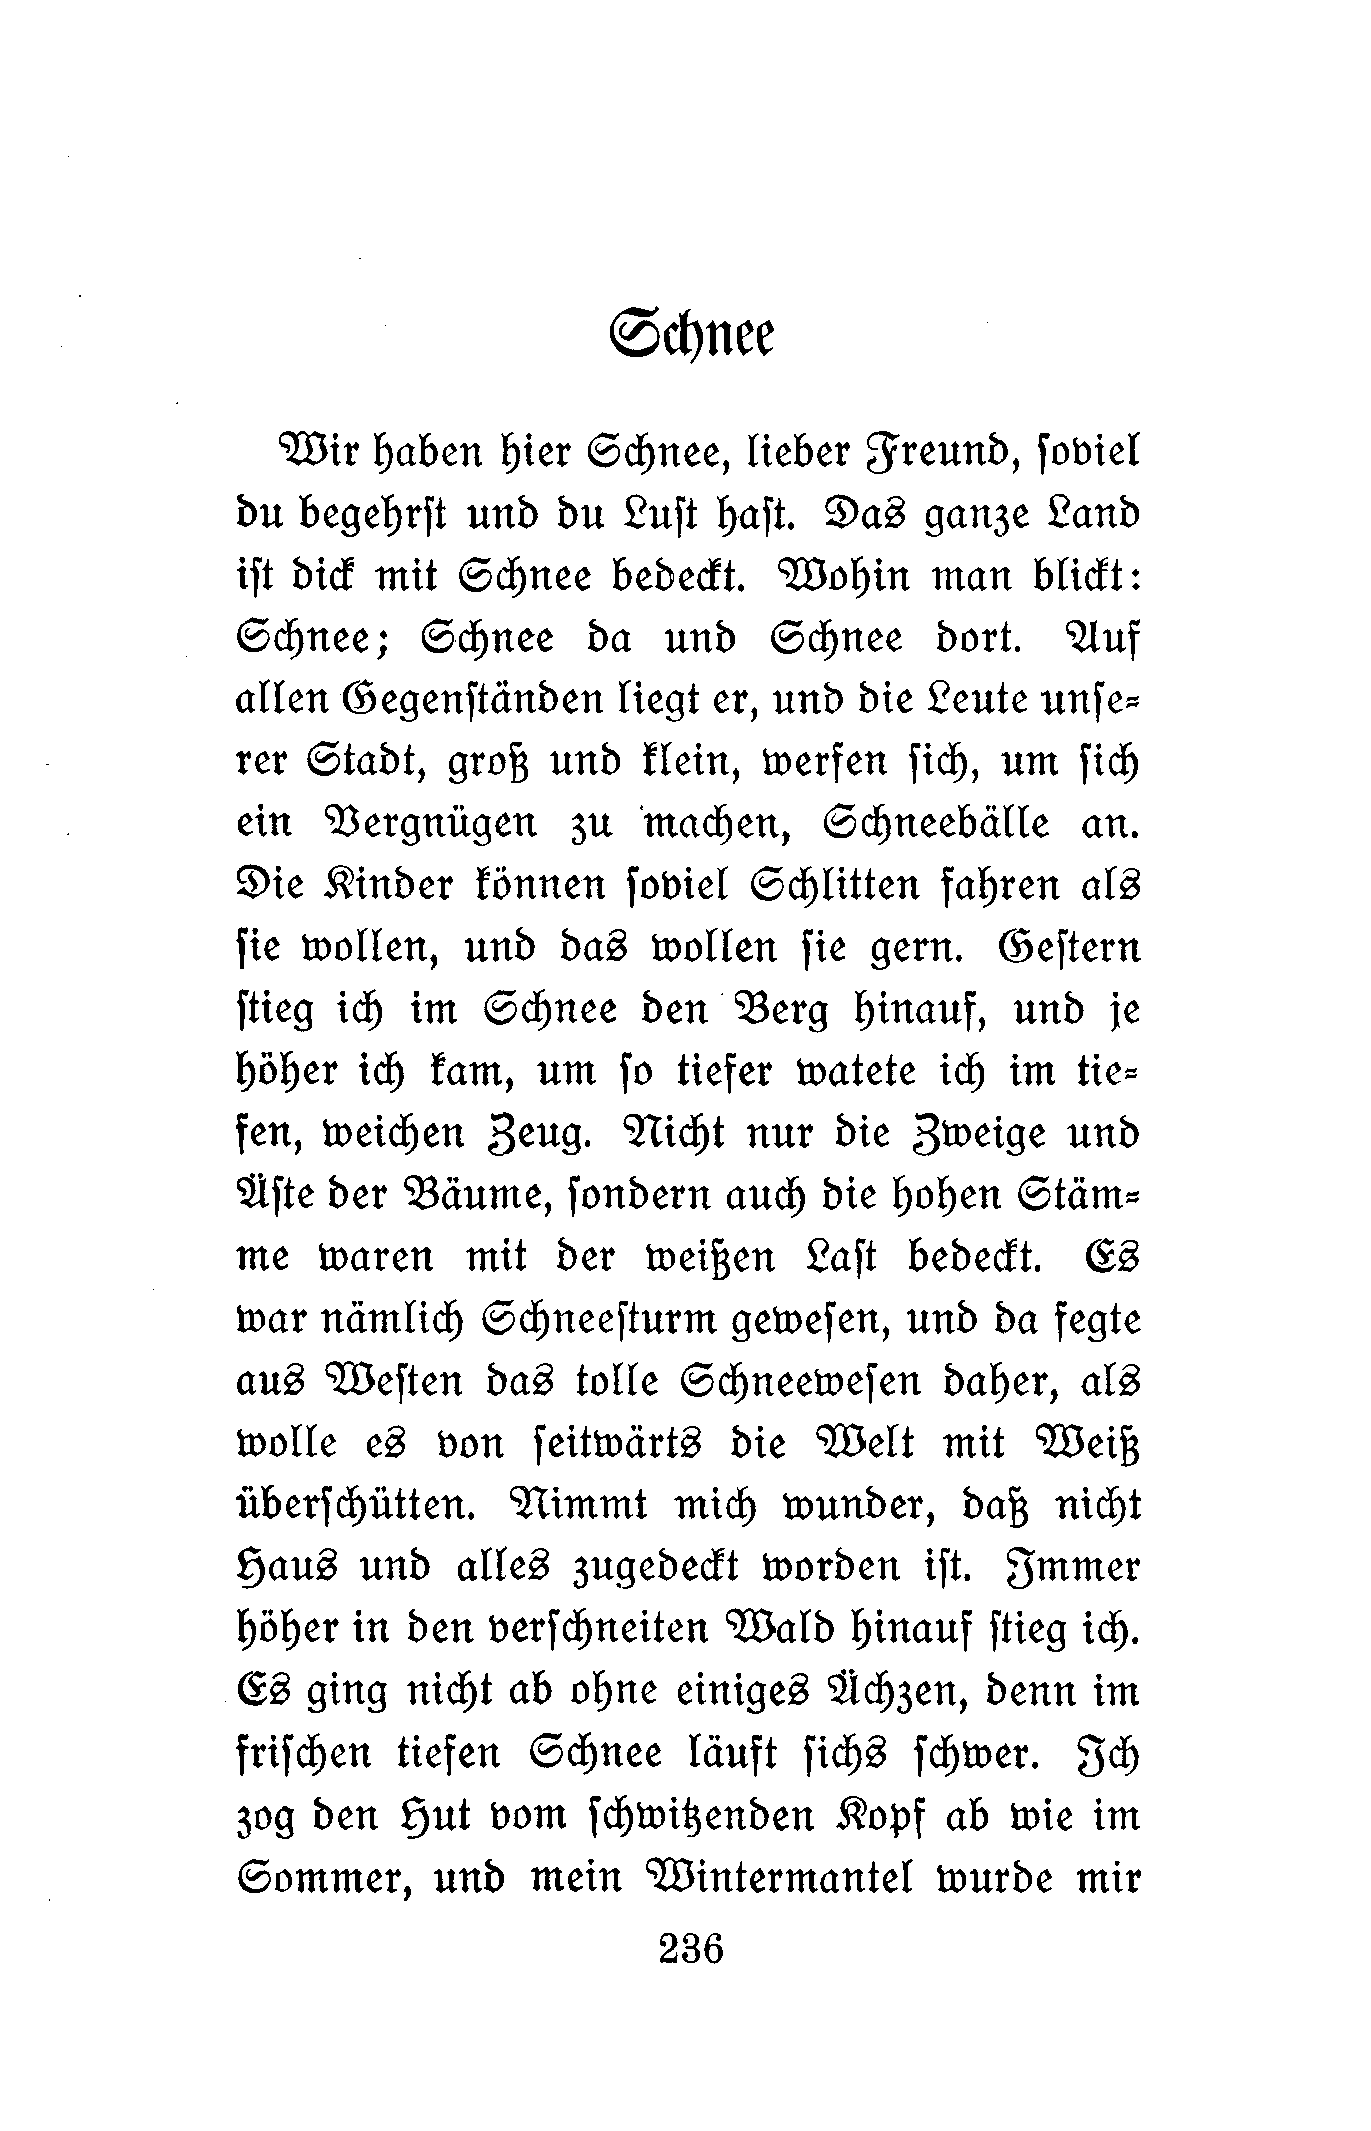 Schnee
Wir haben hier Schnee, lieber Freund, ſoviel
du begehrſt und du Luſt haſt. Das ganze Land
iſt dick mit Schnee bedeckt. Wohin man blickt:
Schnee; Schnee da und Schnee dort. Auf
allen Gegenſtänden liegt er, und die Leute unſe⸗
rer Stadt, groß und klein, werfen ſich, um ſich
ein Vergnügen zu machen, Schneebälle an.
Die Kinder können ſoviel Schlitten fahren als
ſie wollen, und das wollen ſie gern. Geſtern
ſtieg ich im Schnee den Berg hinauf, und je
höher ich kam, um ſo tiefer watete ich im tie⸗
fen, weichen Zeug. Nicht nur die Zweige und
Äſte der Bäume, ſondern auch die hohen Stäm⸗
me waren mit der weißen Laſt bedeckt. Es
war nämlich Schneeſturm geweſen, und da fegte
aus Weſten das tolle Schneeweſen daher, als
wolle es von ſeitwärts die Welt mit Weiß
überſchütten. Nimmt mich wunder, daß nicht
Haus und alles zugedeckt worden iſt. Immer
höher in den verſchneiten Wald hinauf ſtieg ich.
Es ging nicht ab ohne einiges Ächzen, denn im
friſchen tiefen Schnee läuft ſichs ſchwer. Ich
zog den Hut vom ſchwitzenden Kopf ab wie im
Sommer, und mein Wintermantel wurde mir
236